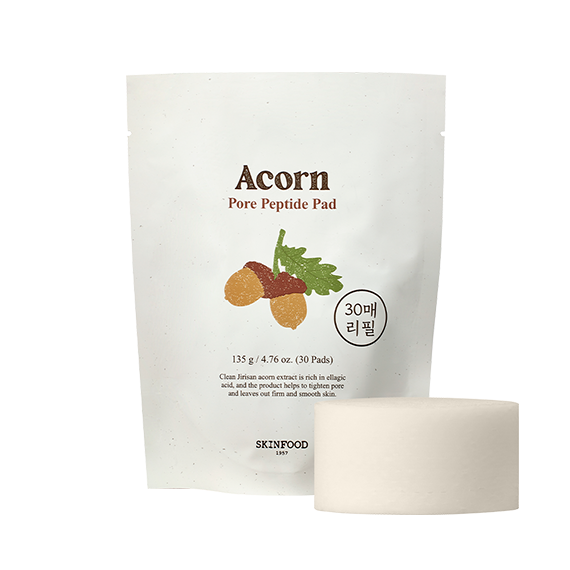 Acorn
Pore Peptide Pad
30매
리필
135 g / 4.76 oz. (30 Pads)
Clean Jirisan acorn extract is rich in ellagic
acid, and the product helps to tighten pore
and leaves out firm and smooth skin.
SKINFOOD
1957